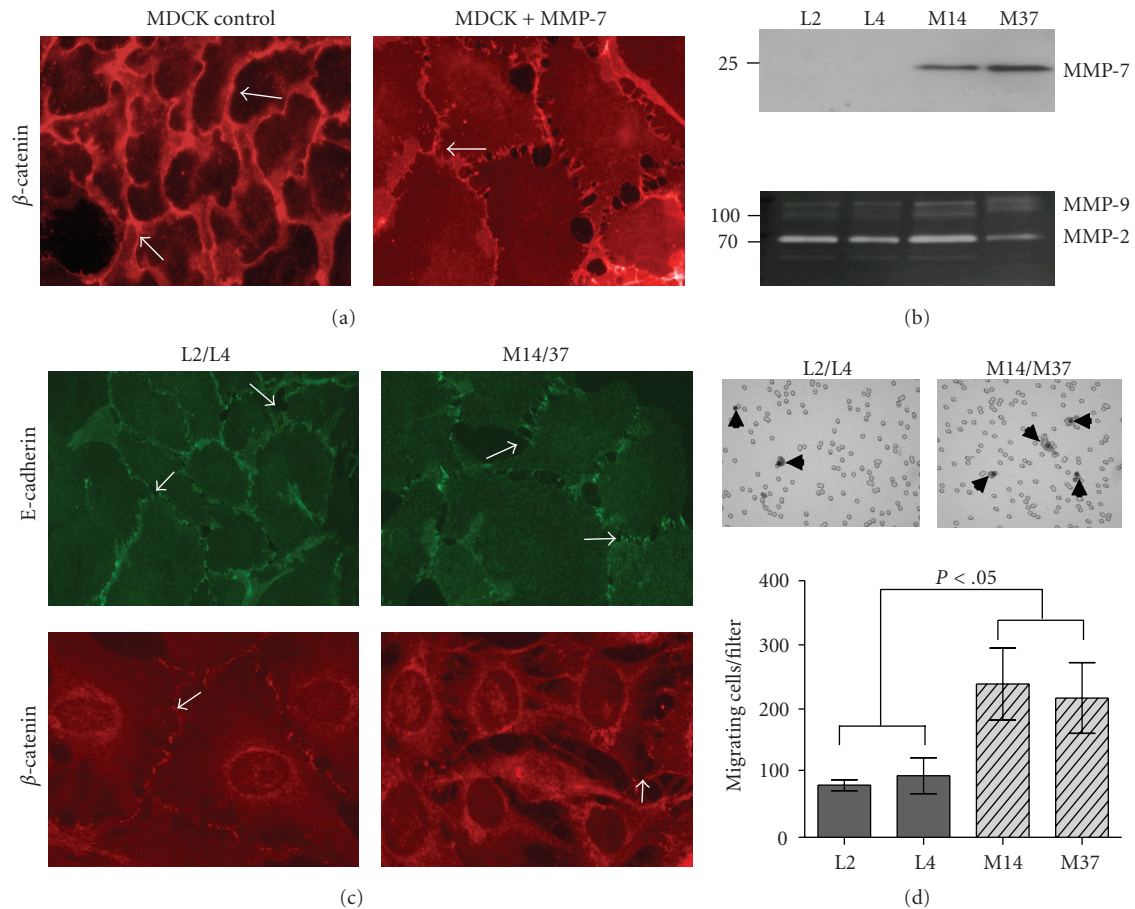 MDCK control
MDCK + MMP-7
β-catenin
(a)
L2 L4 M14 M37
25
MMP-7
100
70
MMP-9
MMP-2
(b)
L2/L4
M14/37
E-cadherin
β-catenin
(c)
L2/L4
M14/M37
P < .05
Migrating cells/filter
400
300
200
100
0
L2 L4 M14 M37
(d)